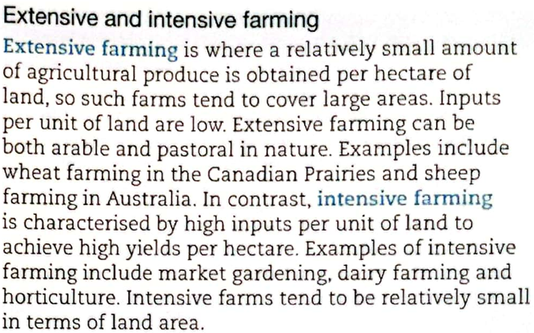 Extensive and intensive farming
Extensive farming is where a relatively small amount
of agricultural produce is obtained per hectare of
land, so such farms tend to cover large areas. Inputs
per unit of land are low. Extensive farming can be
both arable and pastoral in nature. Examples include
wheat farming in the Canadian Prairies and sheep
farming in Australia. In contrast, intensive farming
is characterised by high inputs per unit of land to
achieve high yields per hectare. Examples of intensive
farming include market gardening, dairy farming and
horticulture. Intensive farms tend to be relatively small
in terms of land area.